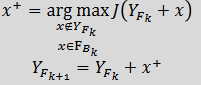 x⁺ = arg max J(Y_{F_k} + x)
x∉Y_{F_k}
x∈F_{B_k}
Y_{F_{k+1}} = Y_{F_k} + x⁺